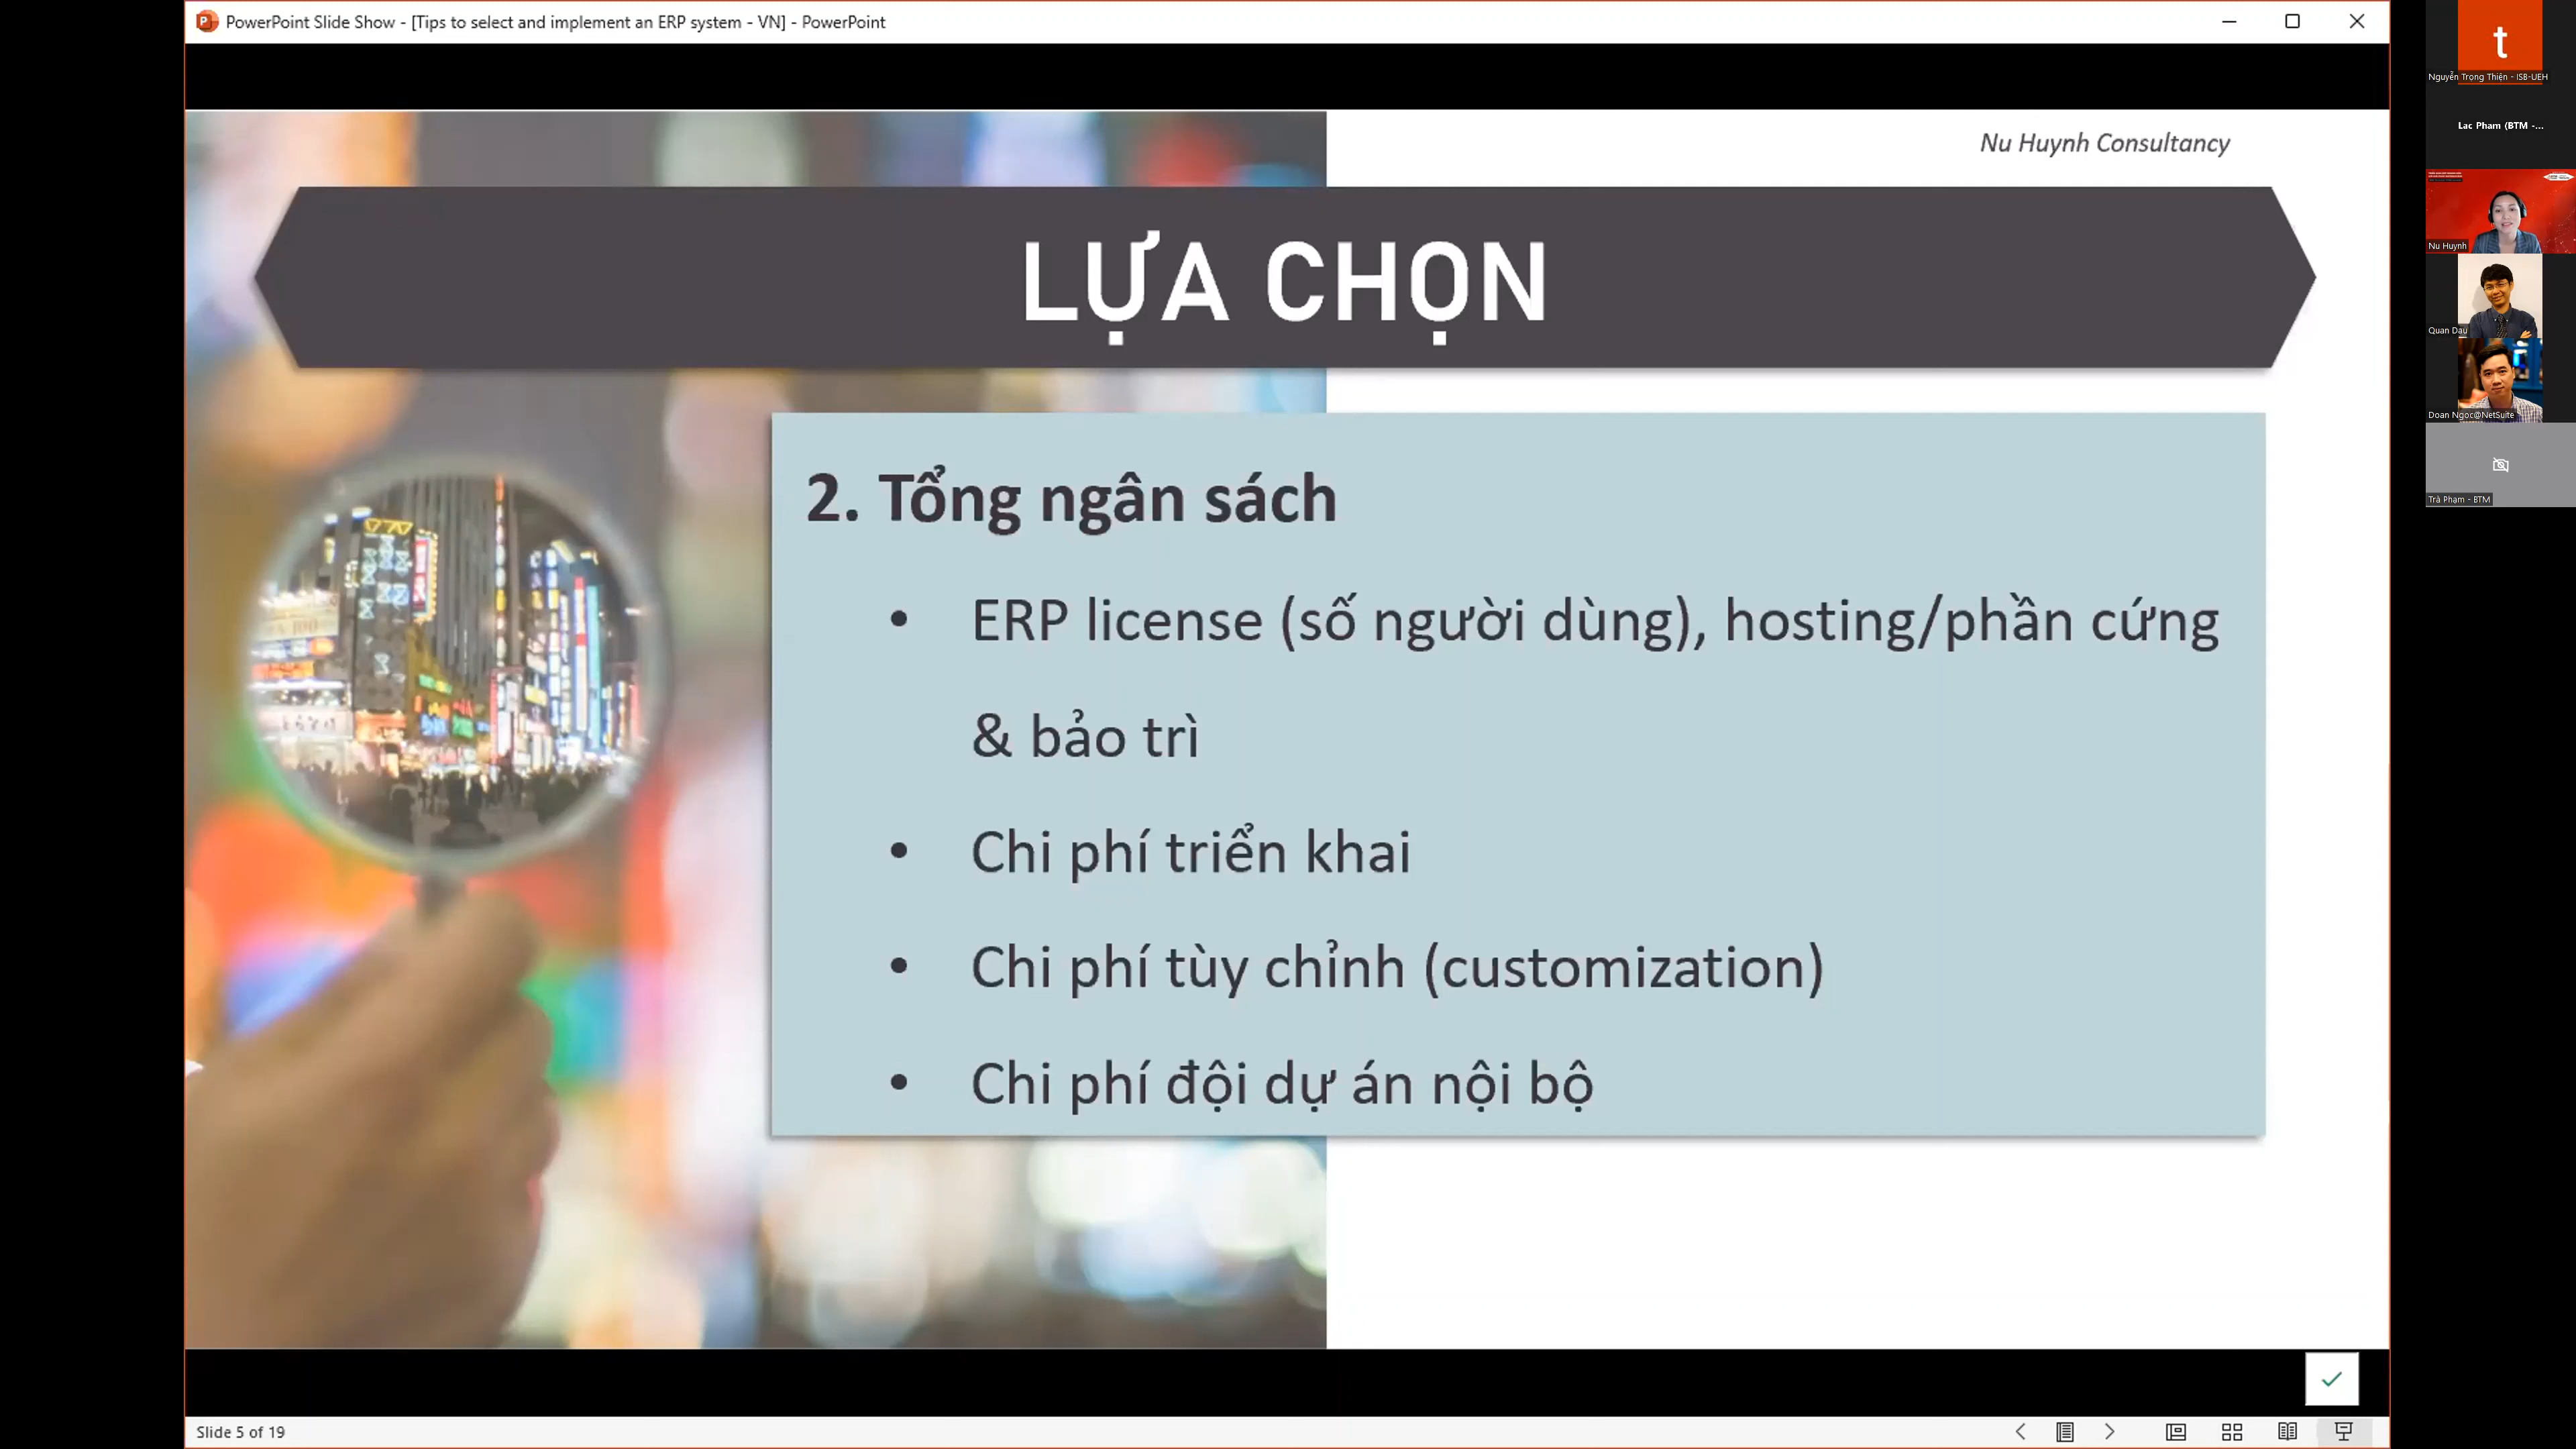 PowerPoint Slide Show - [Tips to select and implement an ERP system - VN] - PowerPoint
Nu Huynh Consultancy
LỰA CHỌN
2. Tổng ngân sách
• ERP license (số người dùng), hosting/phần cứng
& bảo trì
• Chi phí triển khai
• Chi phí tùy chỉnh (customization)
• Chi phí đội dự án nội bộ
Slide 5 of 19
t
Nguyễn Trọng Thiện - ISB-UEH
Lac Pham (BTM -...
Nu Huynh
Quan Dau
Doan Ngoc@NetSuite
Trà Phạm - BTM